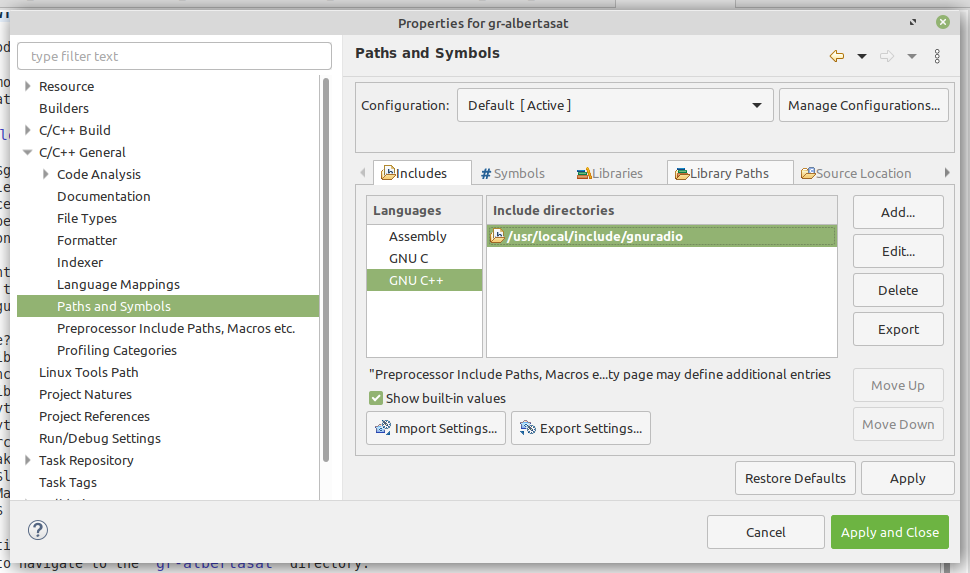 Properties for gr-albertasat
type filter text
Resource
Builders
C/C++ Build
C/C++ General
Code Analysis
Documentation
File Types
Formatter
Indexer
Language Mappings
Paths and Symbols
Preprocessor Include Paths, Macros etc.
Profiling Categories
Linux Tools Path
Project Natures
Project References
Run/Debug Settings
Task Repository
Task Tags
Paths and Symbols
Configuration: Default [Active] Manage Configurations...
Includes # Symbols Libraries Library Paths Source Location
Languages Include directories
Assembly /usr/local/include/gnuradio
GNU C
GNU C++
Add...
Edit...
Delete
Export
Move Up
Move Down
"Preprocessor Include Paths, Macros e...ty page may define additional entries
Show built-in values
Import Settings... Export Settings...
Restore Defaults Apply
? Cancel Apply and Close
to navigate to the gr-albertasat directory.